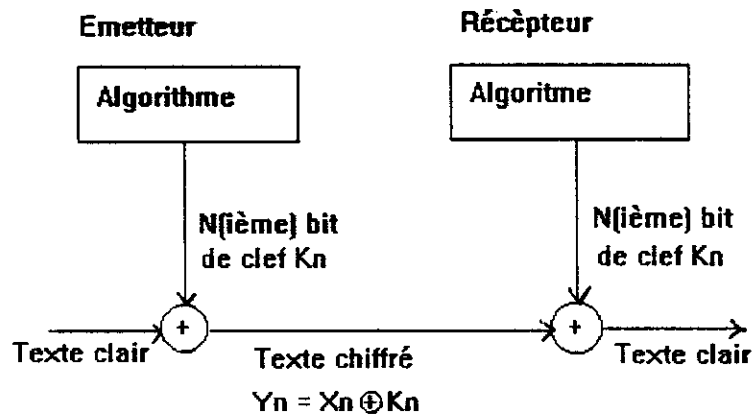 Emetteur
Récèpteur
Algorithme
Algoritme
N(ième) bit
de clef Kn
N(ième) bit
de clef Kn
+
+
Texte clair
Texte chiffré
Texte clair
Yn = Xn ⊕ Kn